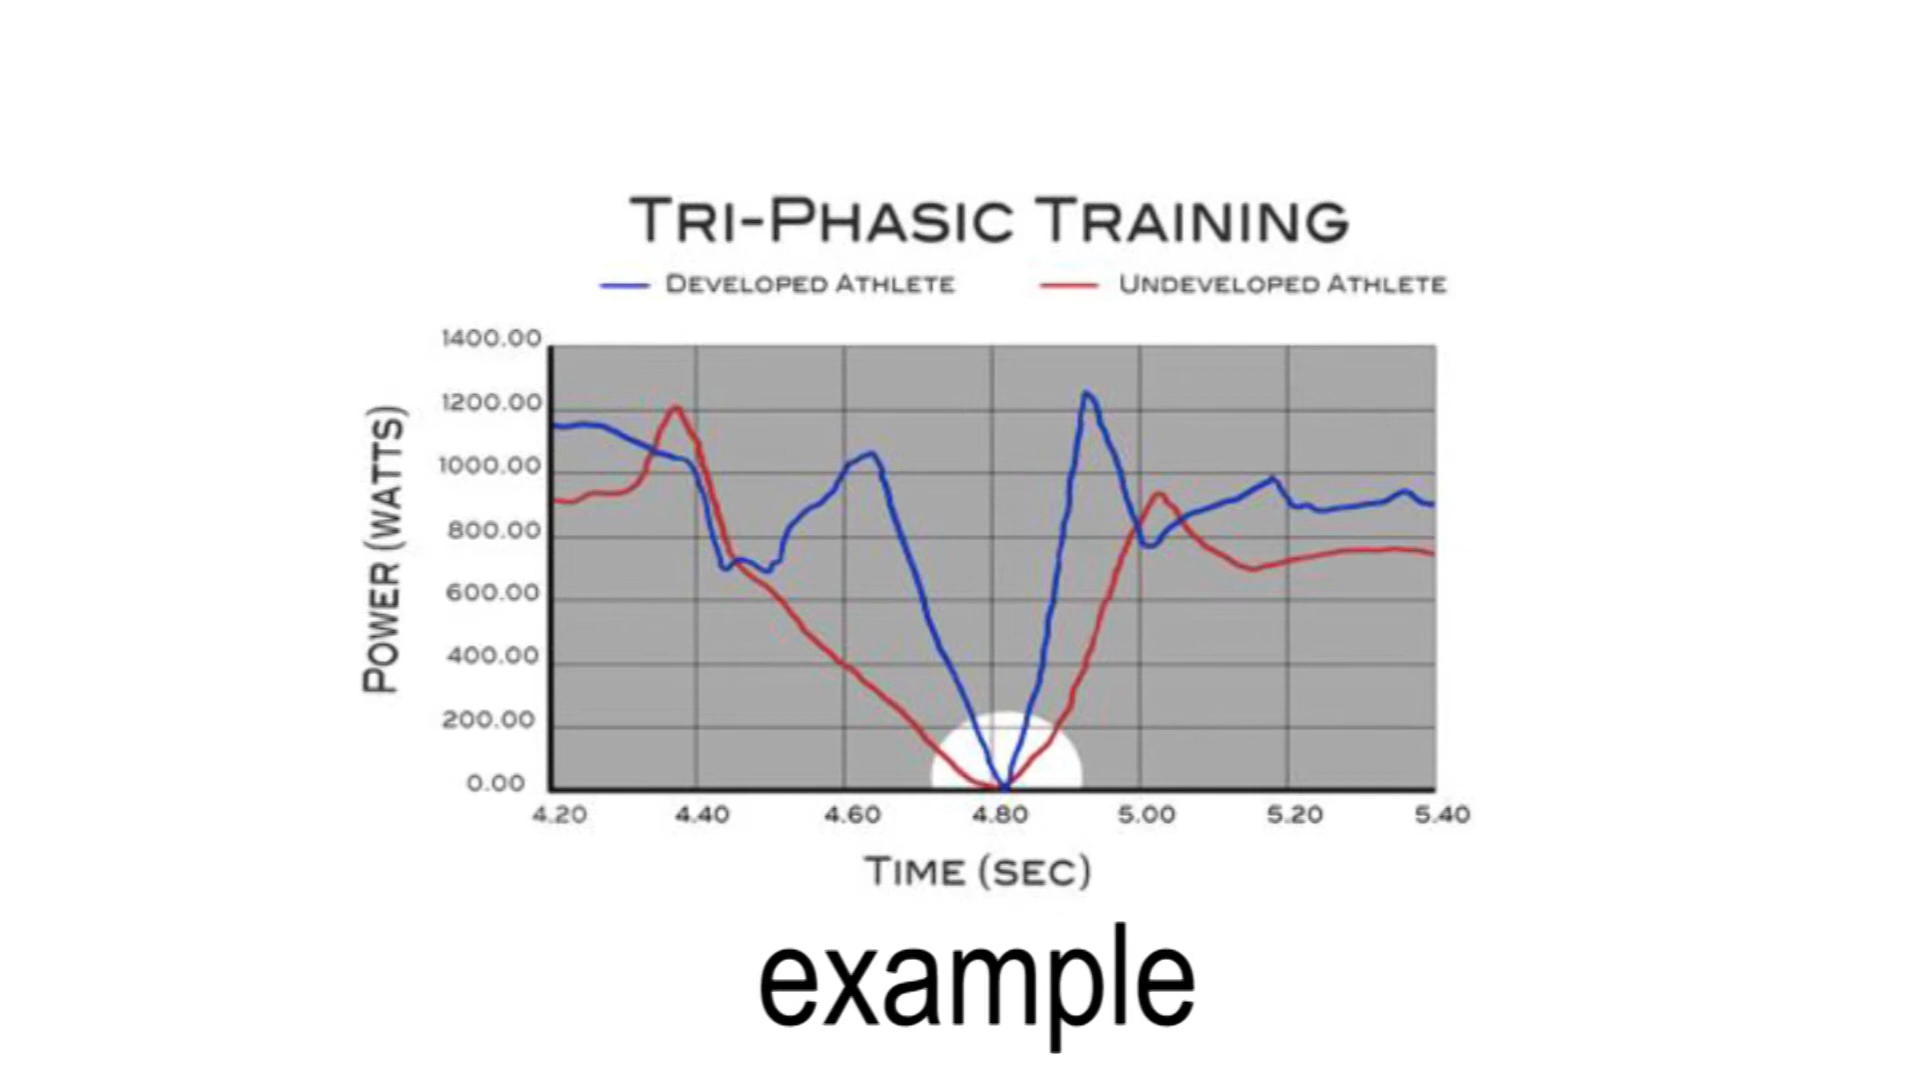 TRI-PHASIC TRAINING
DEVELOPED ATHLETE UNDEVELOPED ATHLETE
1400.00
1200.00
1000.00
800.00
600.00
400.00
200.00
0.00
POWER (WATTS)
4.20 4.40 4.60 4.80 5.00 5.20 5.40
TIME (SEC)
example